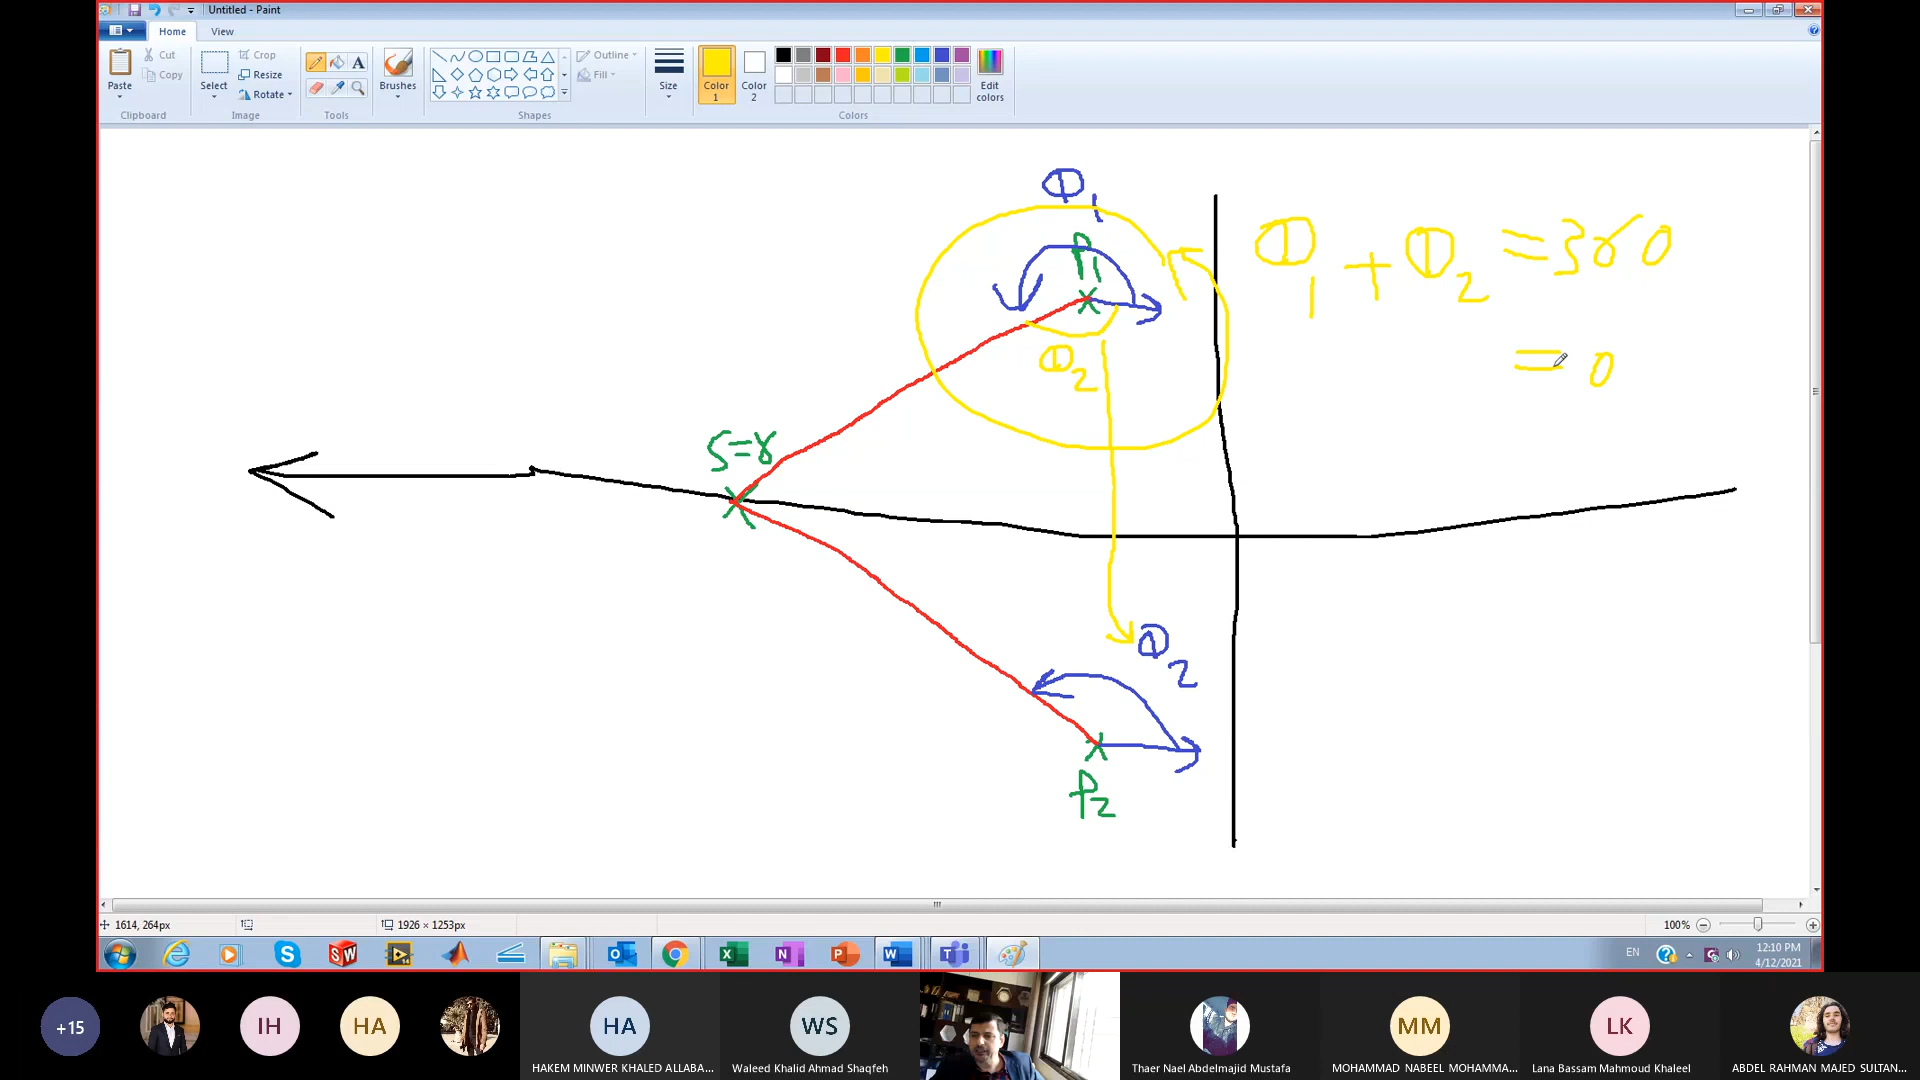 Untitled - Paint
Home
View
Paste
Cut
Copy
Clipboard
Select
Crop
Resize
Rotate
Image
A
Tools
Brushes
Outline
Fill
Shapes
Size
Color 1
Color 2
Edit colors
Colors
Φ1
P1
Φ1 + Φ2 = 360
= 0
Φ2
S=8
Φ2
P2
1614, 264px
1926 × 1253px
100%
EN
12:10 PM
4/12/2021
+15
IH
HA
HA
HAKEM MINWER KHALED ALLABA...
WS
Waleed Khalid Ahmad Shaqfeh
Thaer Nael Abdelmajid Mustafa
MM
MOHAMMAD NABEEL MOHAMMA...
LK
Lana Bassam Mahmoud Khaleel
ABDEL RAHMAN MAJED SULTAN...